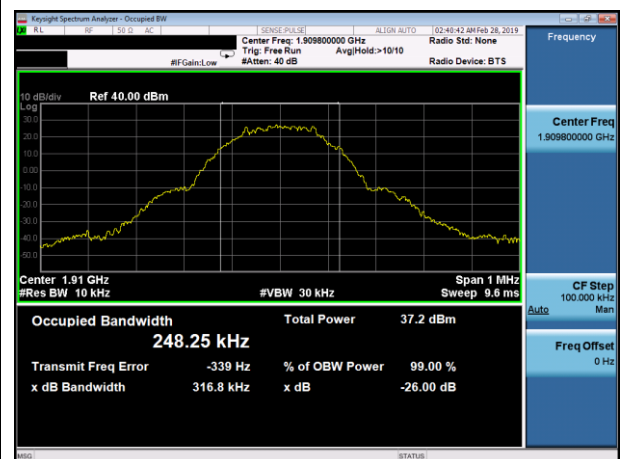 Keysight Spectrum Analyzer - Occupied BW
RL RF 50 Ω AC SENSE:PULSE ALIGN AUTO 02:40:42 AM Feb 28, 2019
Center Freq: 1.909800000 GHz Radio Std: None
Trig: Free Run Avg|Hold:>10/10
#IFGain:Low #Atten: 40 dB Radio Device: BTS
Frequency
10 dB/div Ref 40.00 dBm
Log
30.0
20.0
10.0
0.00
-10.0
-20.0
-30.0
-40.0
-50.0
Center Freq
1.909800000 GHz
Center 1.91 GHz Span 1 MHz
#Res BW 10 kHz #VBW 30 kHz Sweep 9.6 ms
CF Step
100.000 kHz
Auto Man
Occupied Bandwidth Total Power 37.2 dBm
248.25 kHz
Transmit Freq Error -339 Hz % of OBW Power 99.00 %
x dB Bandwidth 316.8 kHz x dB -26.00 dB
Freq Offset
0 Hz
MSG STATUS